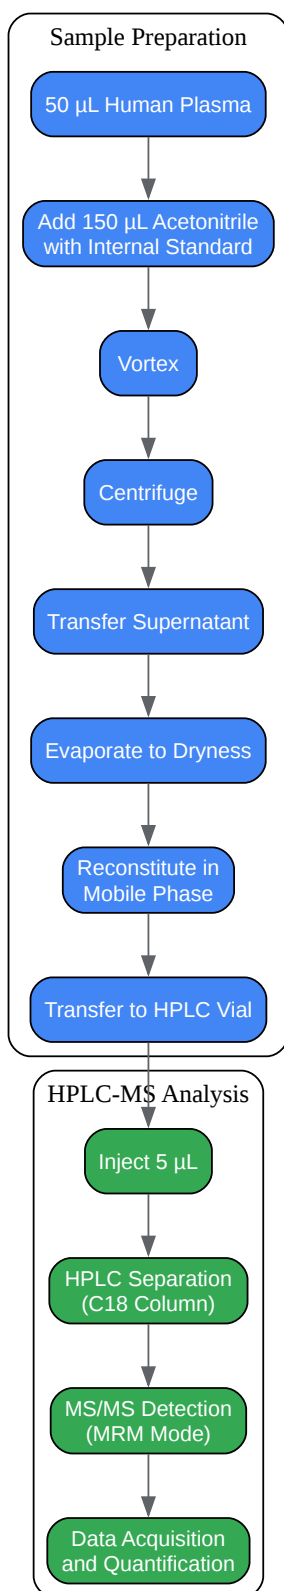 Sample Preparation
50 µL Human Plasma
Add 150 µL Acetonitrile
with Internal Standard
Vortex
Centrifuge
Transfer Supernatant
Evaporate to Dryness
Reconstitute in
Mobile Phase
Transfer to HPLC Vial
HPLC-MS Analysis
Inject 5 µL
HPLC Separation
(C18 Column)
MS/MS Detection
(MRM Mode)
Data Acquisition
and Quantification